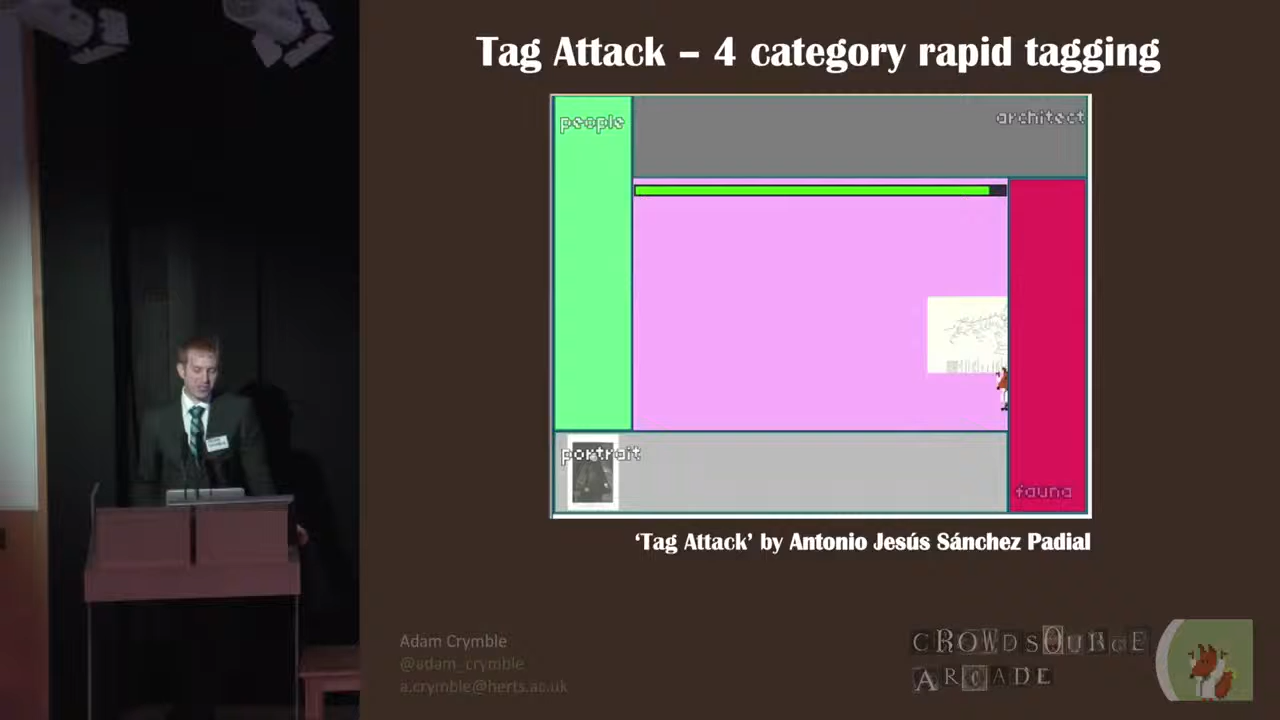 Tag Attack – 4 category rapid tagging
people
architect
portrait
fauna
‘Tag Attack’ by Antonio Jesús Sánchez Padial
Adam Crymble
@adam_crymble
a.crymble@herts.ac.uk
CROWDSOURCE
ARCADE